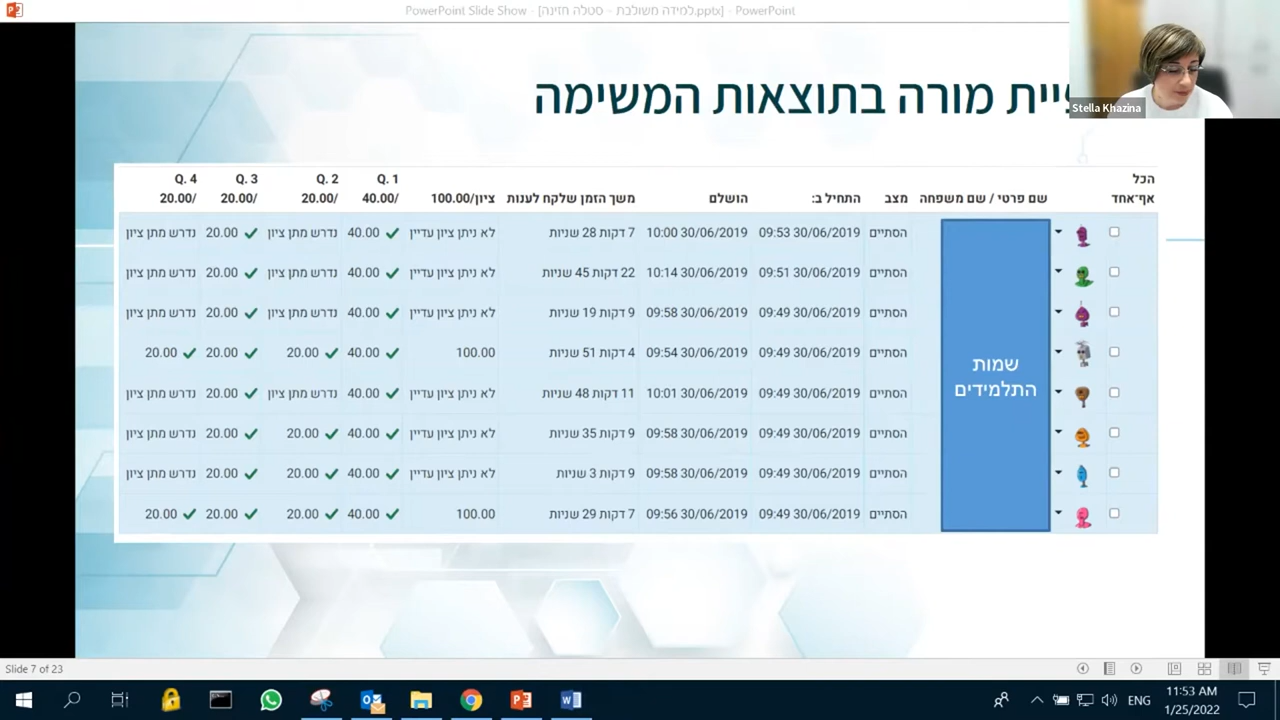 PowerPoint Slide Show - [למידה משולבת - סטלה חזינה.pptx] - PowerPoint
Stella Khazina
יית מורה בתוצאות המשימה
הכל
אף־אחד שם פרטי / שם משפחה מצב התחיל ב: הושלם משך הזמן שלקח לענות ציון/100.00 Q. 1 /40.00 Q. 2 /20.00 Q. 3 /20.00 Q. 4 /20.00
הסתיים 30/06/2019 09:53 30/06/2019 10:00 7 דקות 28 שניות לא ניתן ציון עדיין 40.00 נדרש מתן ציון 20.00 נדרש מתן ציון
הסתיים 30/06/2019 09:51 30/06/2019 10:14 22 דקות 45 שניות לא ניתן ציון עדיין 40.00 נדרש מתן ציון 20.00 נדרש מתן ציון
הסתיים 30/06/2019 09:49 30/06/2019 09:58 9 דקות 19 שניות לא ניתן ציון עדיין 40.00 נדרש מתן ציון 20.00 נדרש מתן ציון
הסתיים 30/06/2019 09:49 30/06/2019 09:54 4 דקות 51 שניות 100.00 40.00 20.00 20.00 20.00
שמות
התלמידים
הסתיים 30/06/2019 09:49 30/06/2019 10:01 11 דקות 48 שניות לא ניתן ציון עדיין 40.00 נדרש מתן ציון 20.00 נדרש מתן ציון
הסתיים 30/06/2019 09:49 30/06/2019 09:58 9 דקות 35 שניות לא ניתן ציון עדיין 40.00 20.00 20.00 נדרש מתן ציון
הסתיים 30/06/2019 09:49 30/06/2019 09:58 9 דקות 3 שניות לא ניתן ציון עדיין 40.00 20.00 20.00 נדרש מתן ציון
הסתיים 30/06/2019 09:49 30/06/2019 09:56 7 דקות 29 שניות 100.00 40.00 20.00 20.00 20.00
Slide 7 of 23
ENG
11:53 AM
1/25/2022